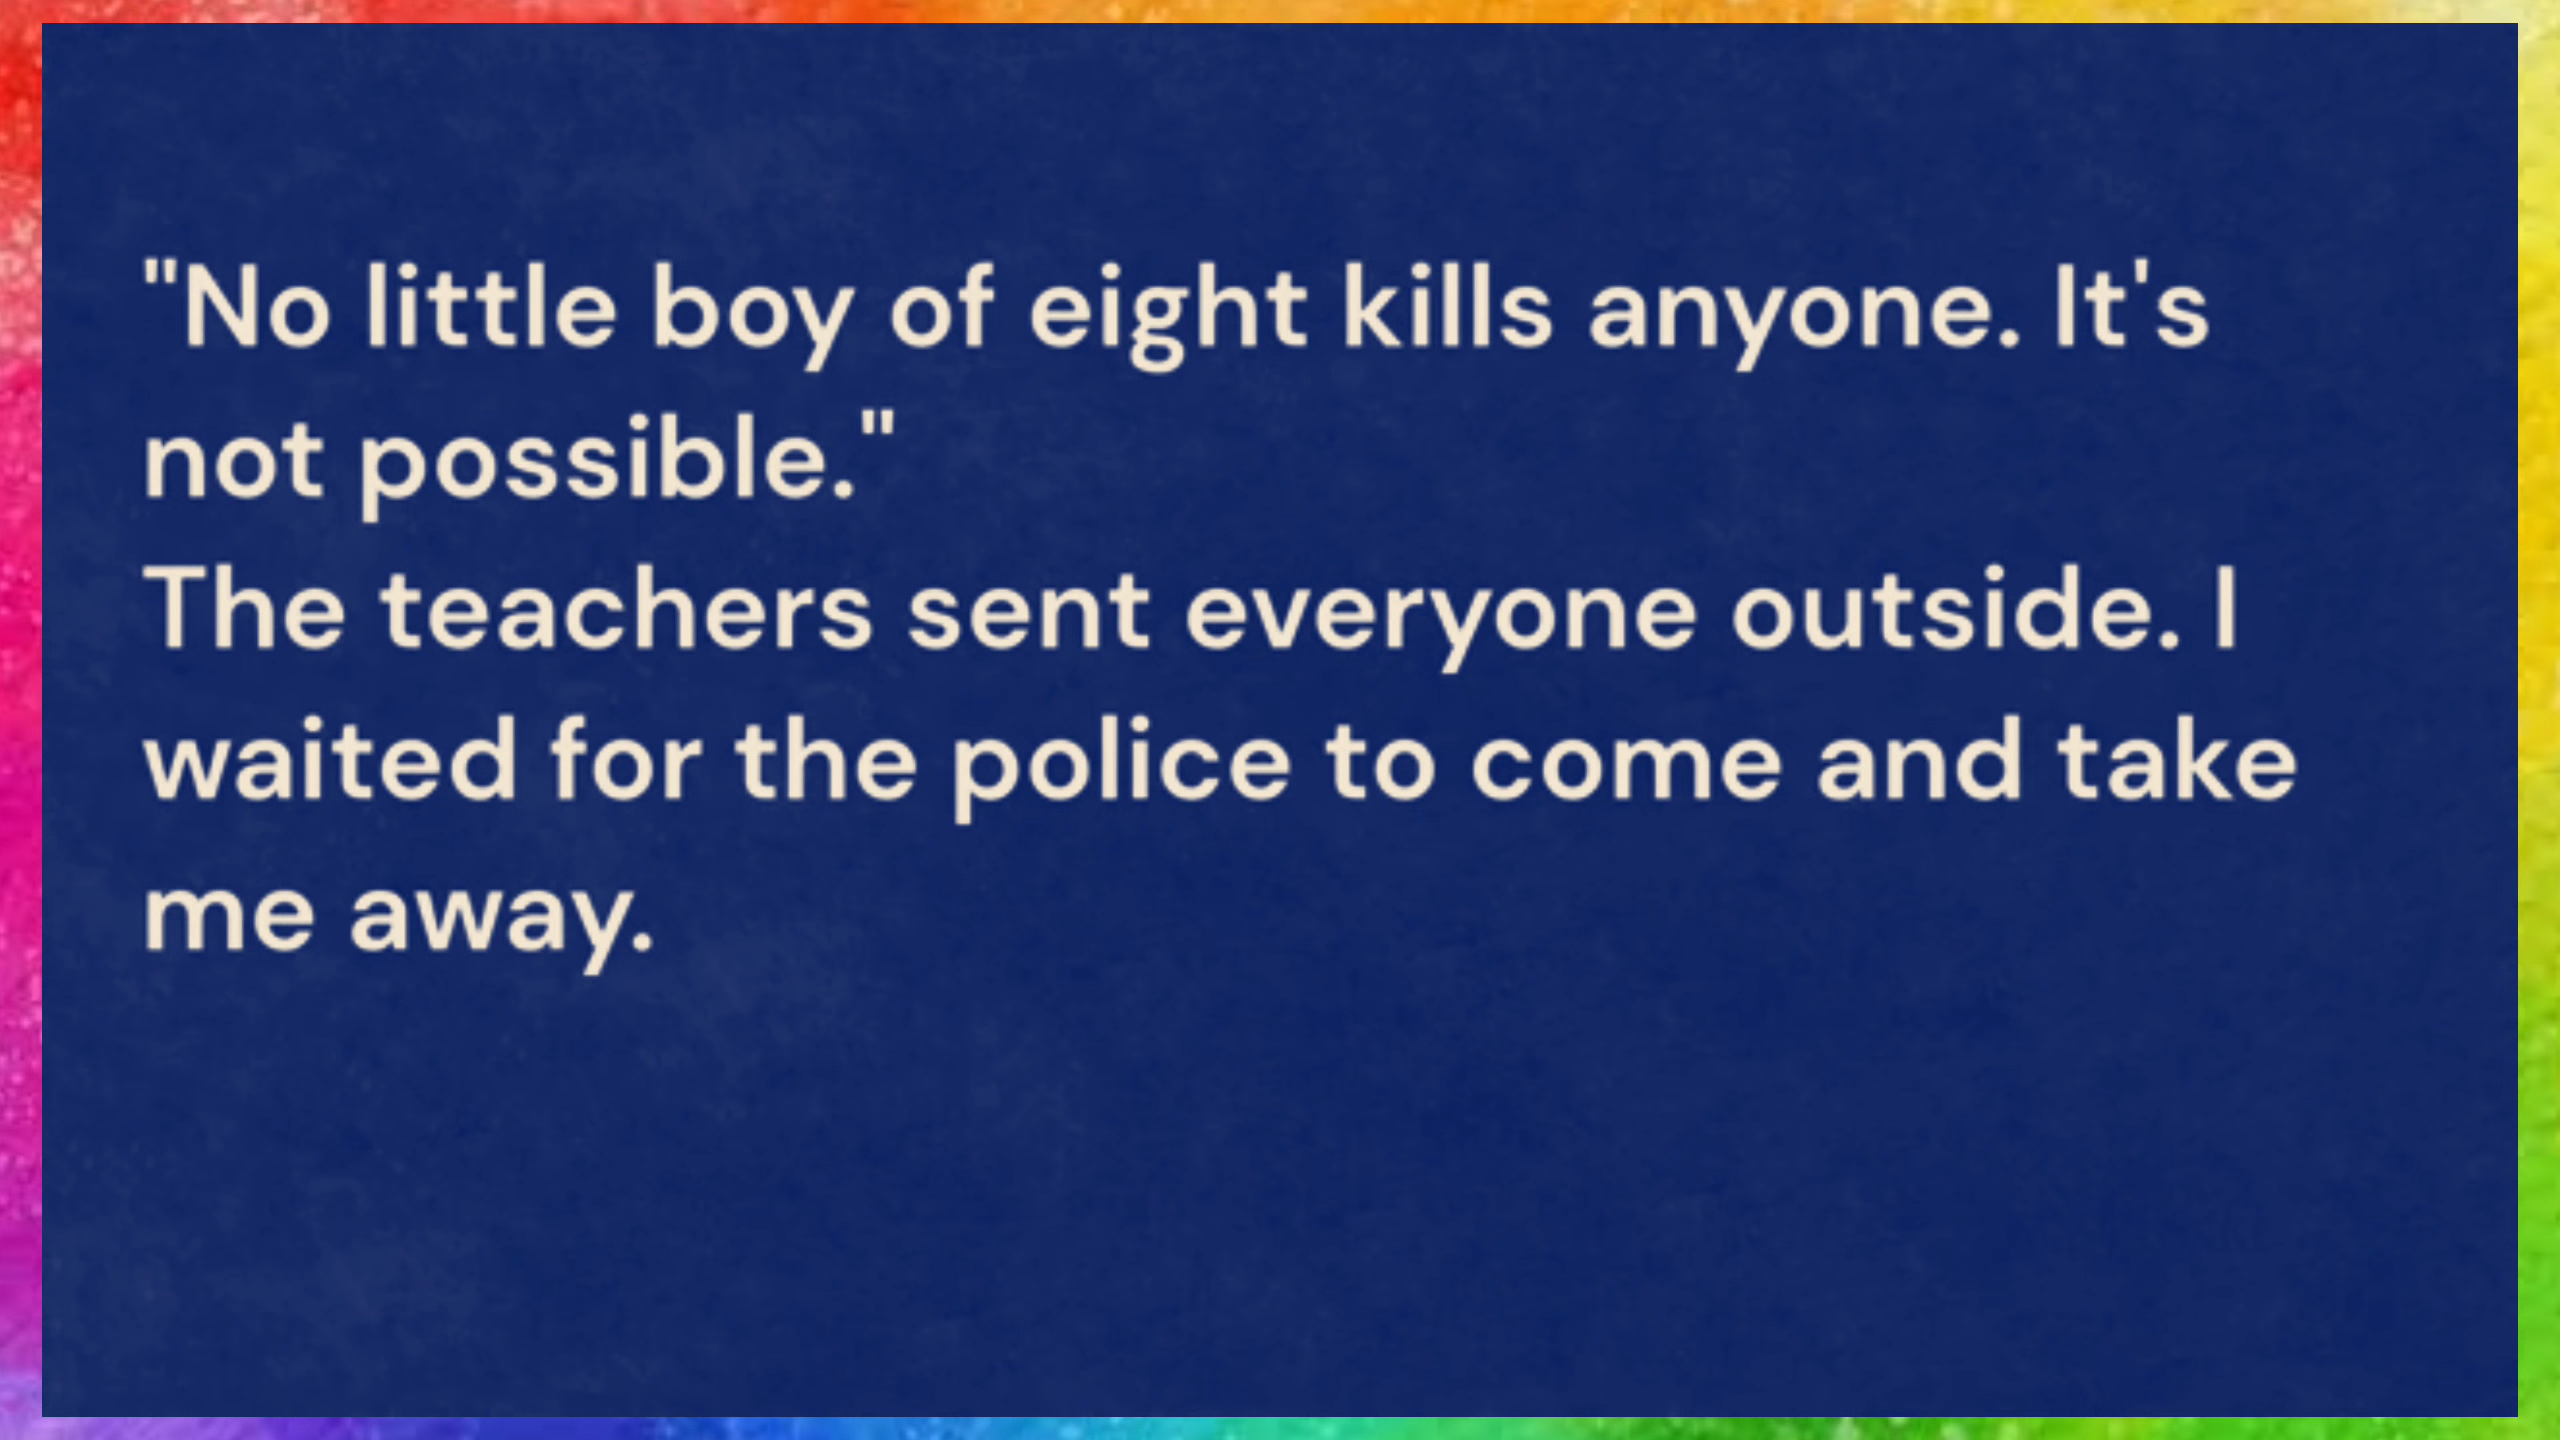 "No little boy of eight kills anyone. It's
not possible."
The teachers sent everyone outside. I
waited for the police to come and take
me away.